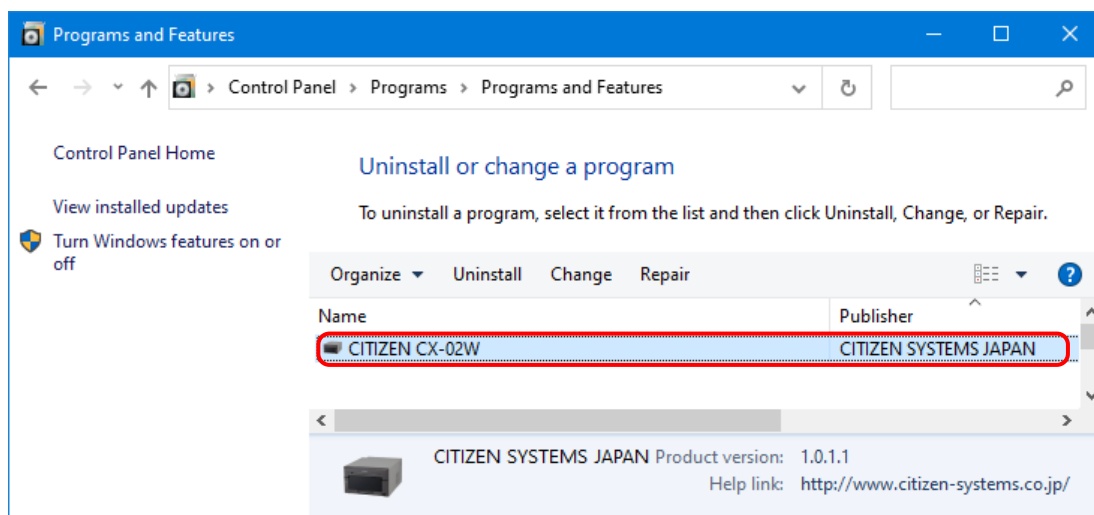 Programs and Features
Control Panel > Programs > Programs and Features
Control Panel Home
View installed updates
Turn Windows features on or
off
Uninstall or change a program
To uninstall a program, select it from the list and then click Uninstall, Change, or Repair.
Organize Uninstall Change Repair
Name Publisher
CITIZEN CX-02W CITIZEN SYSTEMS JAPAN
CITIZEN SYSTEMS JAPAN Product version: 1.0.1.1
Help link: http://www.citizen-systems.co.jp/